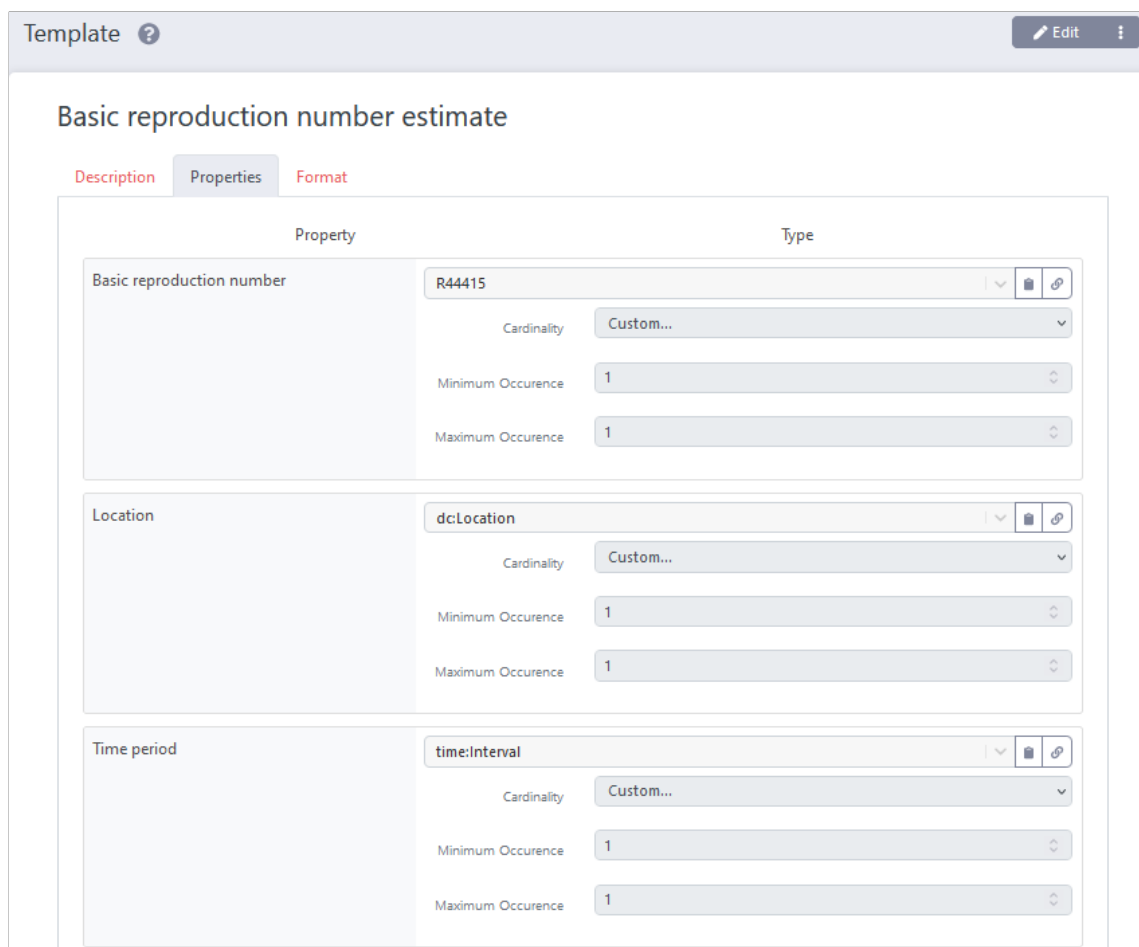 Template
Edit
Basic reproduction number estimate
Description Properties Format
Property Type
Basic reproduction number R44415
Cardinality Custom...
Minimum Occurence 1
Maximum Occurence 1
Location dc:Location
Cardinality Custom...
Minimum Occurence 1
Maximum Occurence 1
Time period time:Interval
Cardinality Custom...
Minimum Occurence 1
Maximum Occurence 1